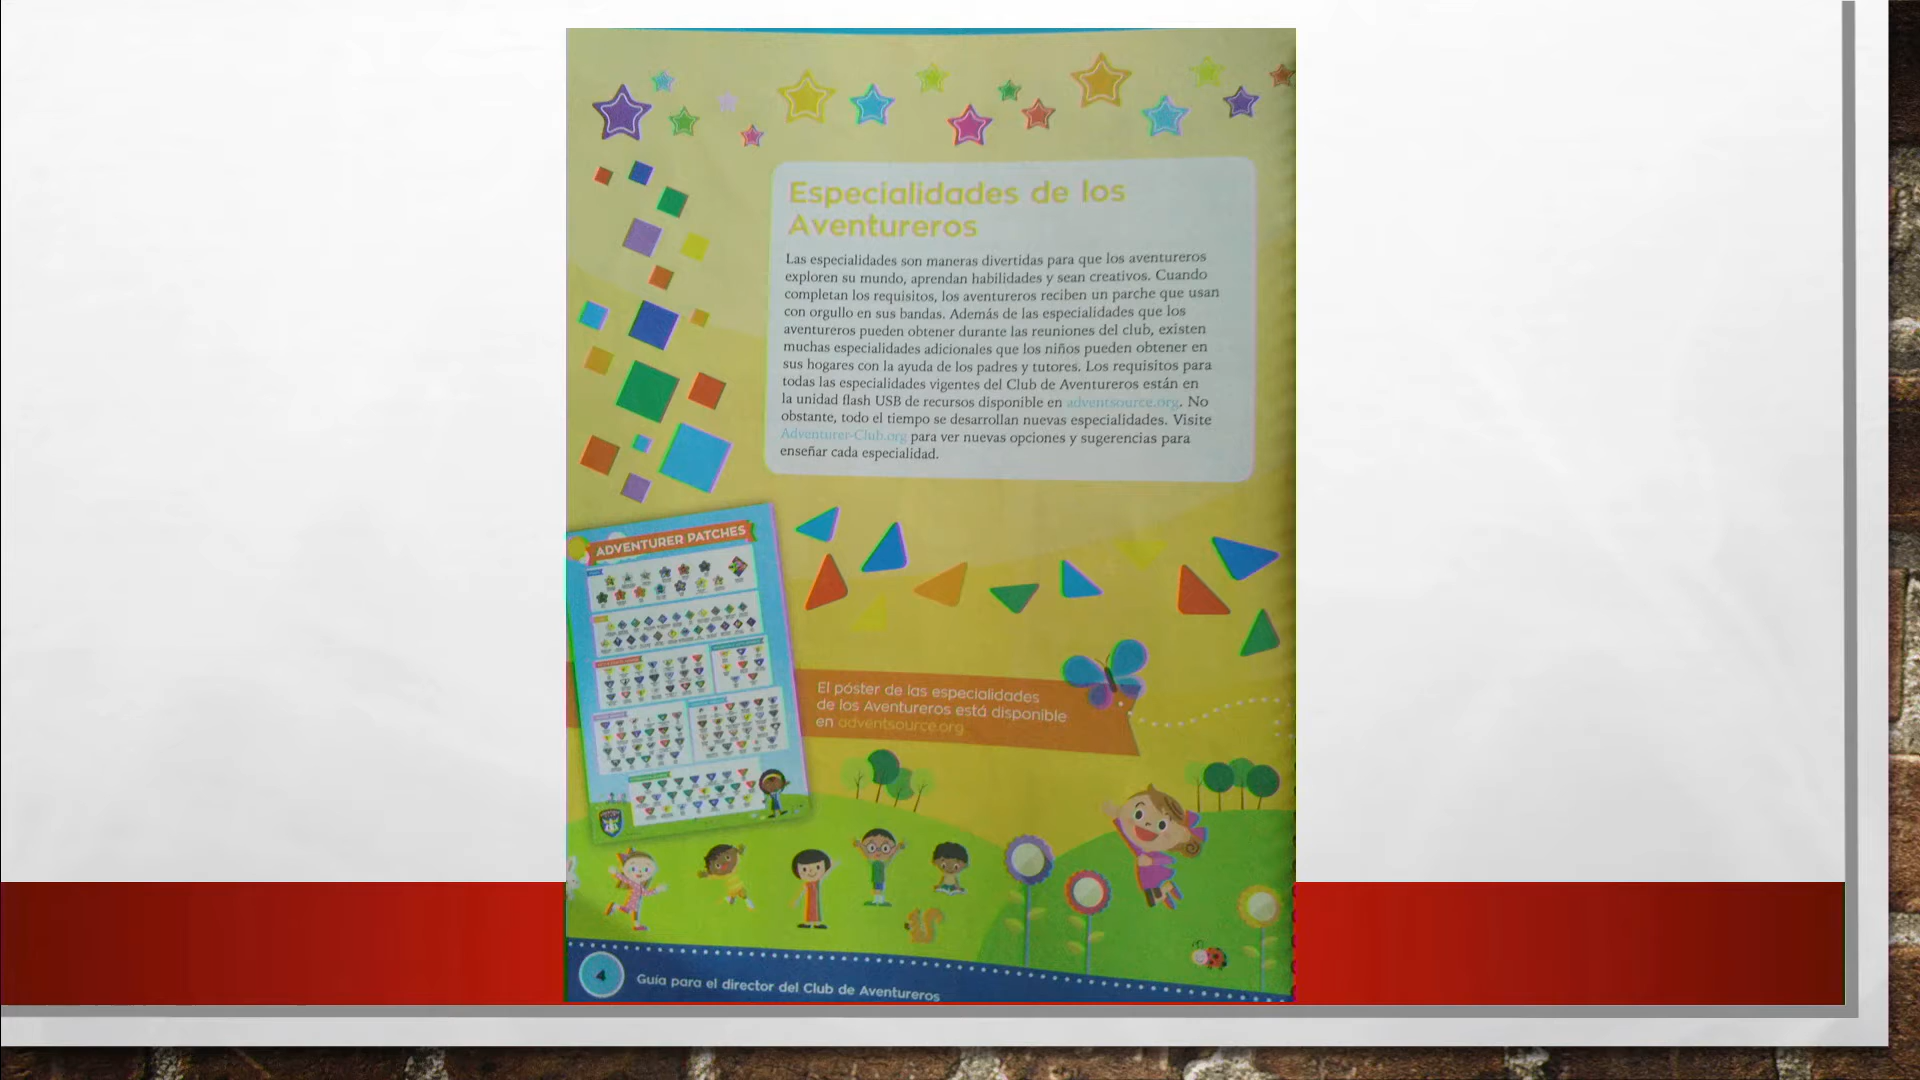 Especialidades de los
Aventureros
Las especialidades son maneras divertidas para que los aventureros
exploren su mundo, aprendan habilidades y sean creativos. Cuando
completan los requisitos, los aventureros reciben un parche que usan
con orgullo en sus bandas. Además de las especialidades que los
aventureros pueden obtener durante las reuniones del club, existen
muchas especialidades adicionales que los niños pueden obtener en
sus hogares con la ayuda de los padres y tutores. Los requisitos para
todas las especialidades vigentes del Club de Aventureros están en
la unidad flash USB de recursos disponible en adventsource.org. No
obstante, todo el tiempo se desarrollan nuevas especialidades. Visite
Adventurer-Club.org para ver nuevas opciones y sugerencias para
enseñar cada especialidad.
ADVENTURER PATCHES
El póster de las especialidades
de los Aventureros está disponible
en adventsource.org
4
Guía para el director del Club de Aventureros